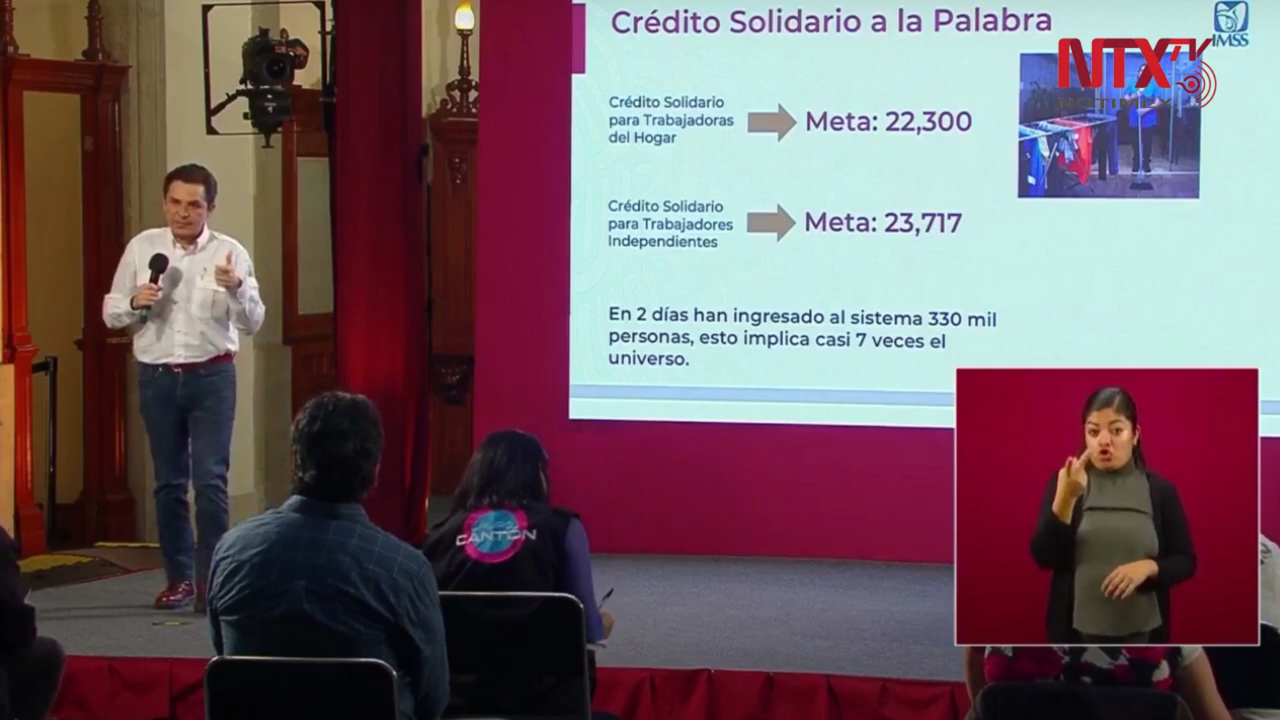 Crédito Solidario a la Palabra
IMSS
NTX TV
NOTIMEX
Crédito Solidario
para Trabajadoras
del Hogar
Meta: 22,300
Crédito Solidario
para Trabajadores
Independientes
Meta: 23,717
En 2 días han ingresado al sistema 330 mil
personas, esto implica casi 7 veces el
universo.
CANTÓN